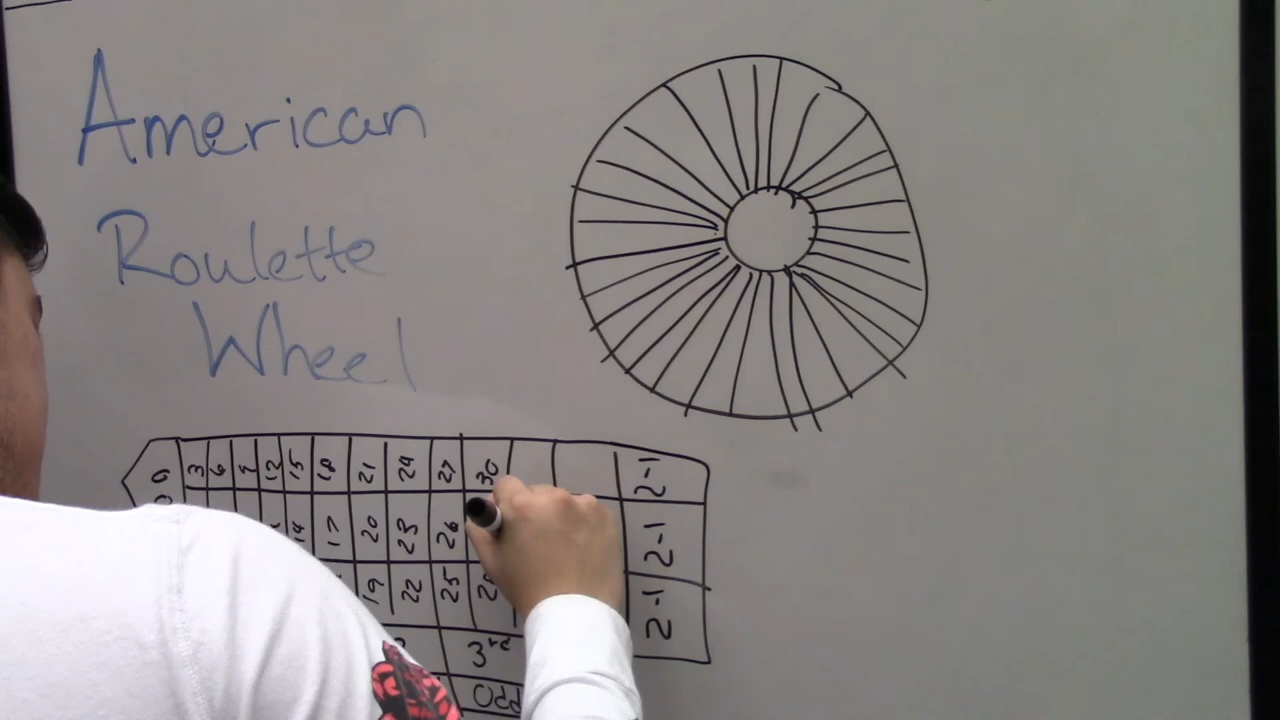 American
Roulette
Wheel
3 6 9 12 15 18 21 24 27 30 2-1
14 17 20 23 26 2-1
19 22 25 2-1
3rd
Odd